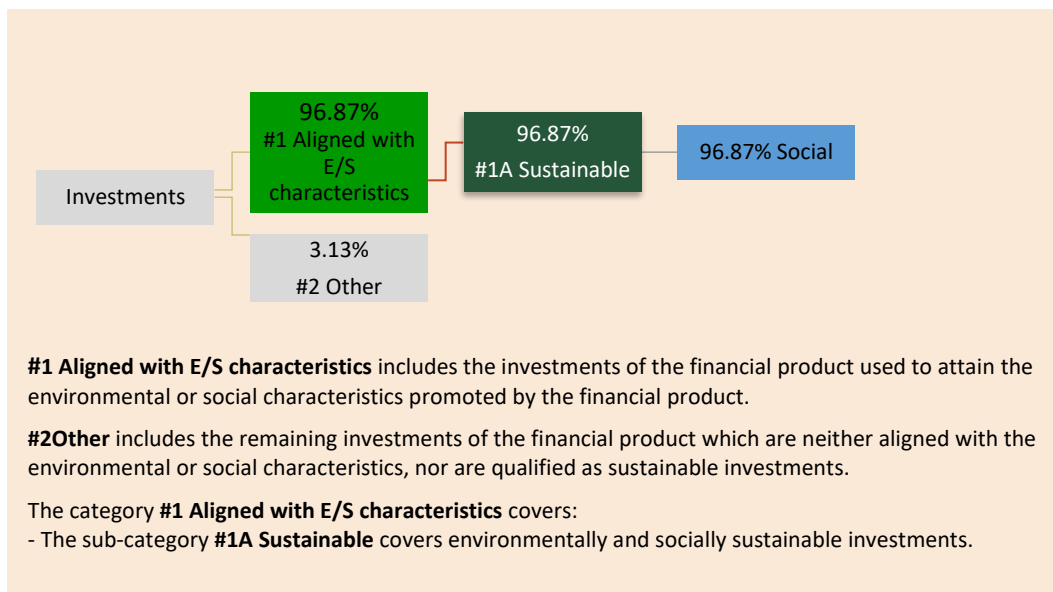 Investments
96.87%
#1 Aligned with
E/S
characteristics
3.13%
#2 Other
96.87%
#1A Sustainable
96.87% Social
#1 Aligned with E/S characteristics includes the investments of the financial product used to attain the
environmental or social characteristics promoted by the financial product.
#2Other includes the remaining investments of the financial product which are neither aligned with the
environmental or social characteristics, nor are qualified as sustainable investments.
The category #1 Aligned with E/S characteristics covers:
- The sub-category #1A Sustainable covers environmentally and socially sustainable investments.